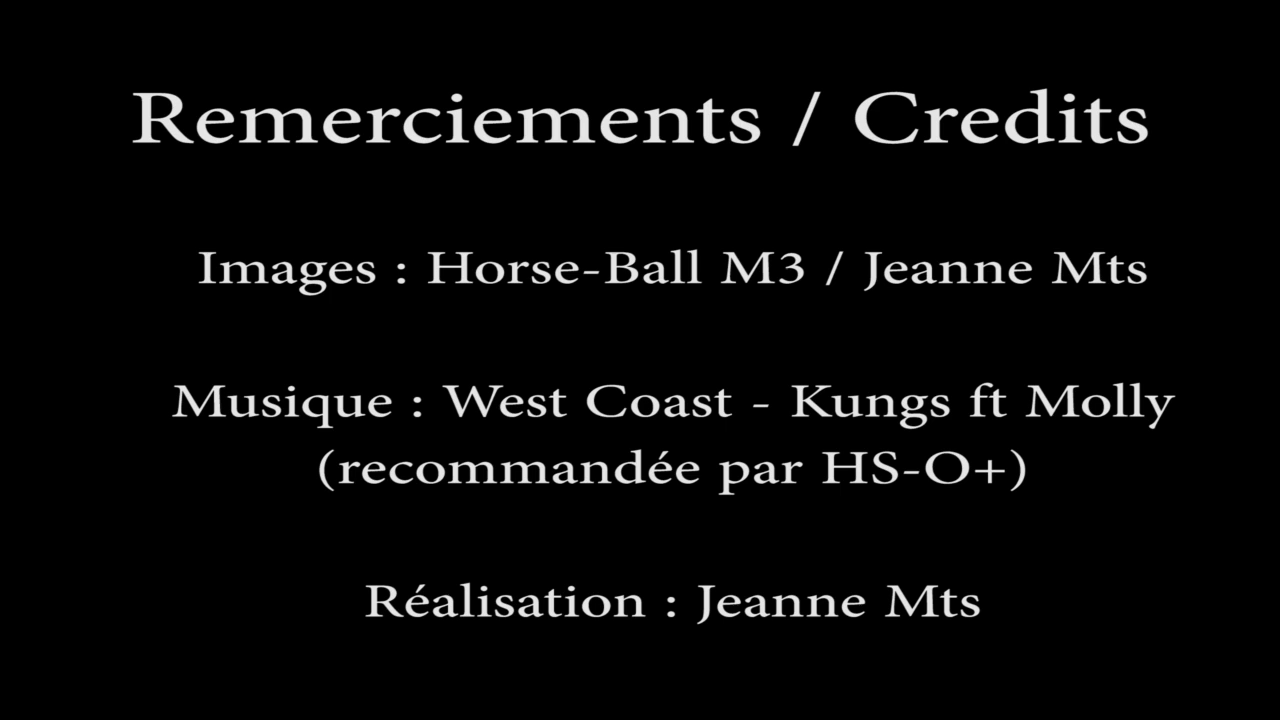 Remerciements / Credits
Images : Horse-Ball M3 / Jeanne Mts
Musique : West Coast - Kungs ft Molly
(recommandée par HS-O+)
Réalisation : Jeanne Mts